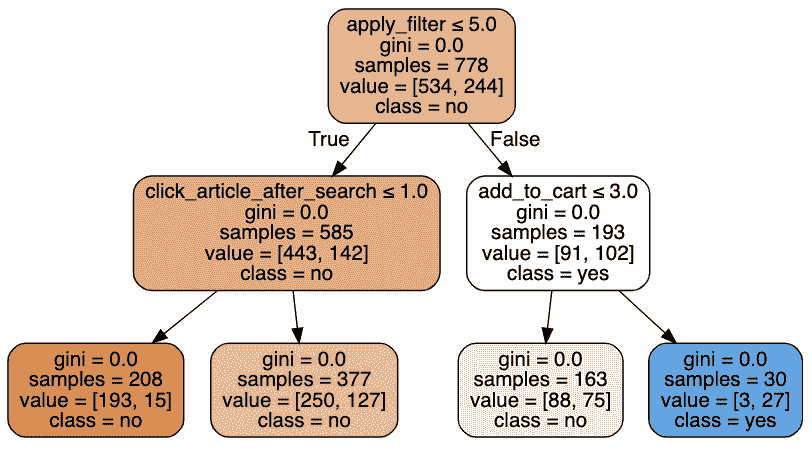 apply_filter ≤ 5.0
gini = 0.0
samples = 778
value = [534, 244]
class = no
True
False
click_article_after_search ≤ 1.0
gini = 0.0
samples = 585
value = [443, 142]
class = no
add_to_cart ≤ 3.0
gini = 0.0
samples = 193
value = [91, 102]
class = yes
gini = 0.0
samples = 208
value = [193, 15]
class = no
gini = 0.0
samples = 377
value = [250, 127]
class = no
gini = 0.0
samples = 163
value = [88, 75]
class = no
gini = 0.0
samples = 30
value = [3, 27]
class = yes